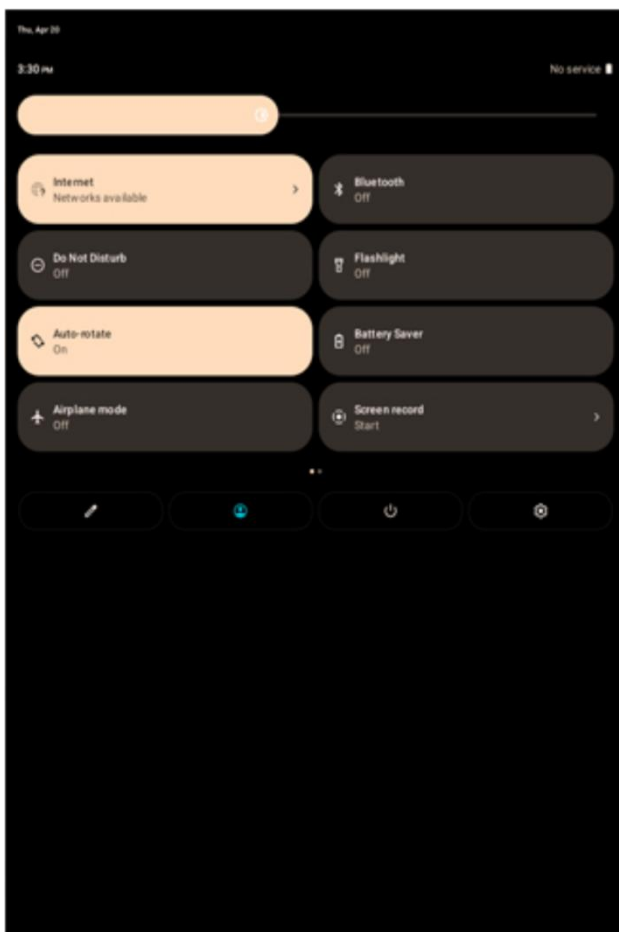 Thu, Apr 20
3:30 PM
No service
Internet
Networks available
Bluetooth
Off
Do Not Disturb
Off
Flashlight
Off
Auto-rotate
On
Battery Saver
Off
Airplane mode
Off
Screen record
Start